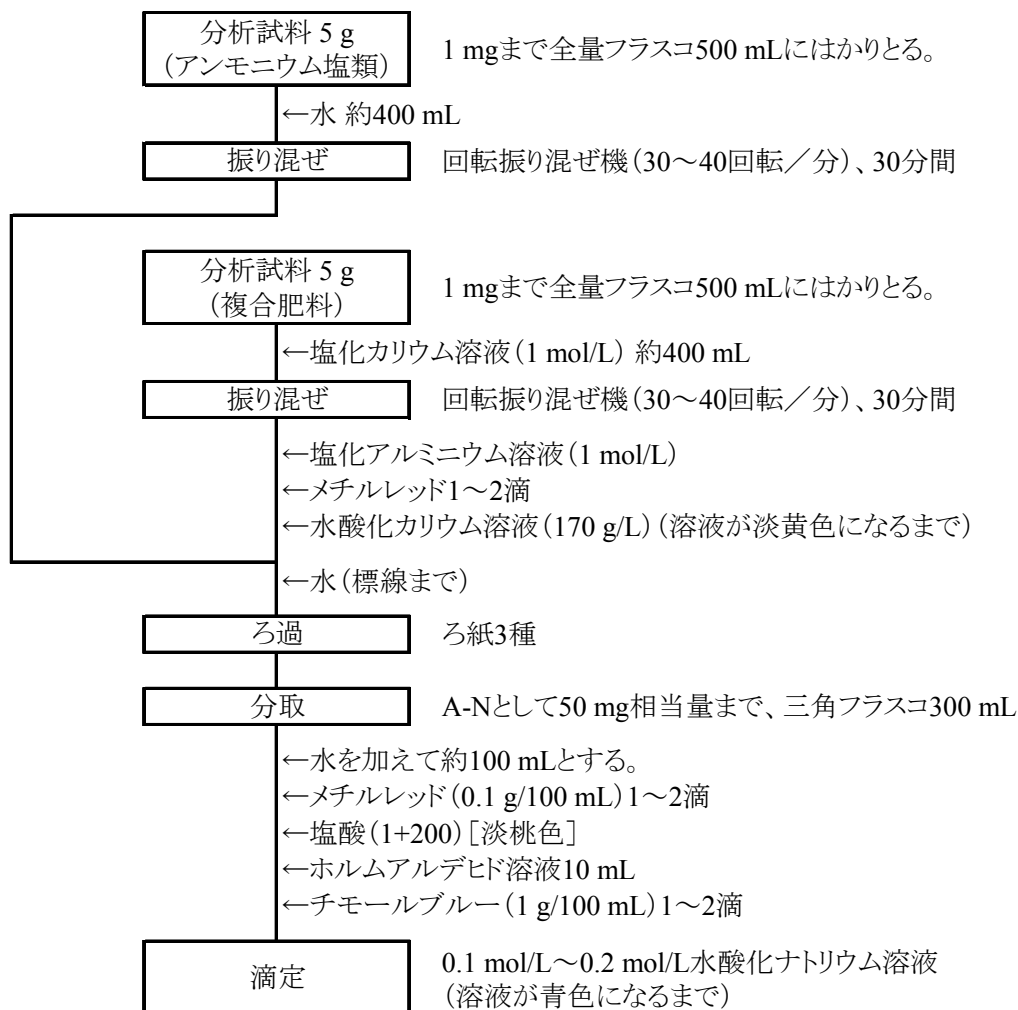 分析試料 5 g
(アンモニウム塩類)
1 mgまで全量フラスコ500 mLにはかりとる。
←水 約400 mL
振り混ぜ
回転振り混ぜ機(30～40回転／分)、30分間
分析試料 5 g
(複合肥料)
1 mgまで全量フラスコ500 mLにはかりとる。
←塩化カリウム溶液(1 mol/L) 約400 mL
振り混ぜ
回転振り混ぜ機(30～40回転／分)、30分間
←塩化アルミニウム溶液(1 mol/L)
←メチルレッド1～2滴
←水酸化カリウム溶液(170 g/L)(溶液が淡黄色になるまで)
←水(標線まで)
ろ過
ろ紙3種
分取
A-Nとして50 mg相当量まで、三角フラスコ300 mL
←水を加えて約100 mLとする。
←メチルレッド(0.1 g/100 mL)1～2滴
←塩酸(1+200)[淡桃色]
←ホルムアルデヒド溶液10 mL
←チモールブルー(1 g/100 mL)1～2滴
滴定
0.1 mol/L～0.2 mol/L水酸化ナトリウム溶液
(溶液が青色になるまで)